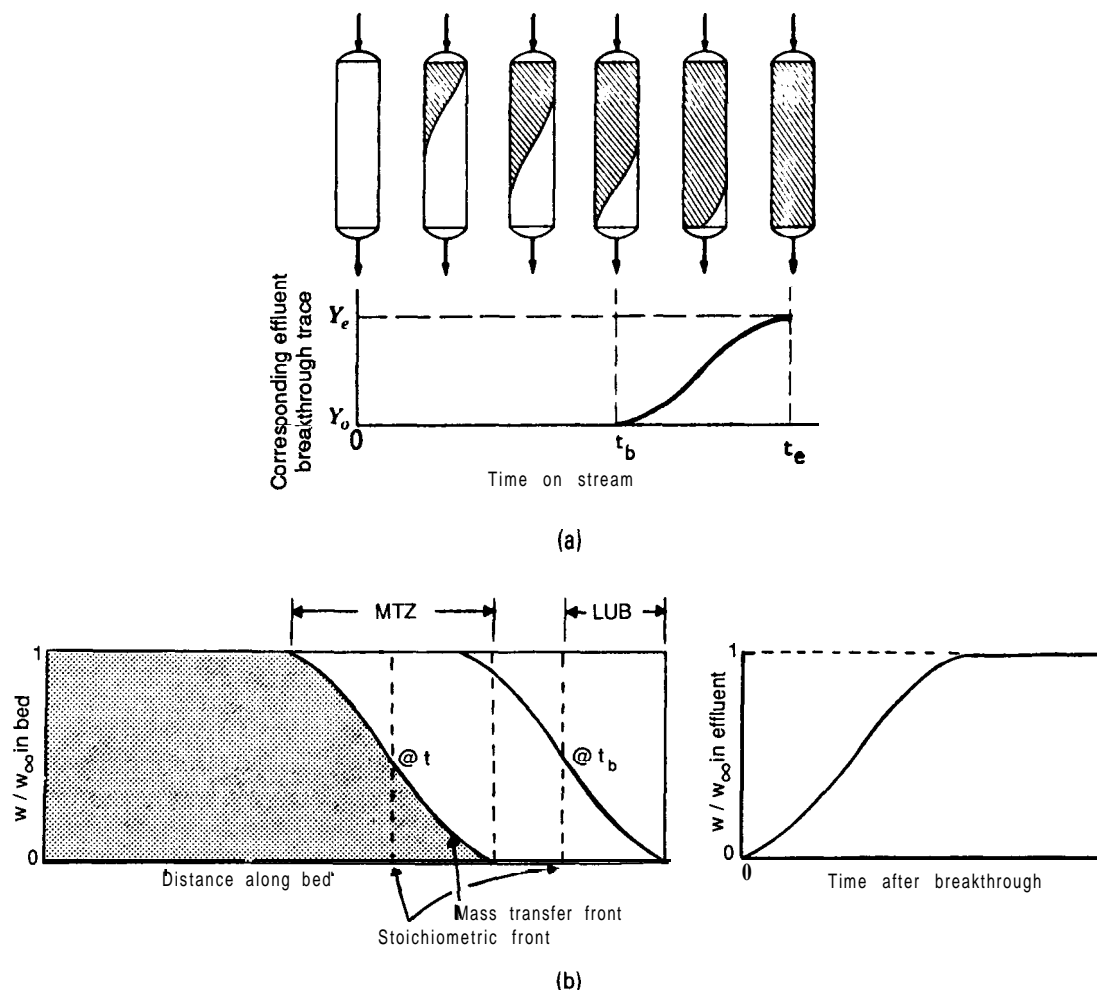 Corresponding effluent
breakthrough trace
Y_e
Y_o
0
t_b
t_e
Time on stream
(a)
MTZ
LUB
1
w / w_∞ in bed
@ t
@ t_b
0
Distance along bed
Mass transfer front
Stoichiometric front
1
w / w_∞ in effluent
0
0
Time after breakthrough
(b)